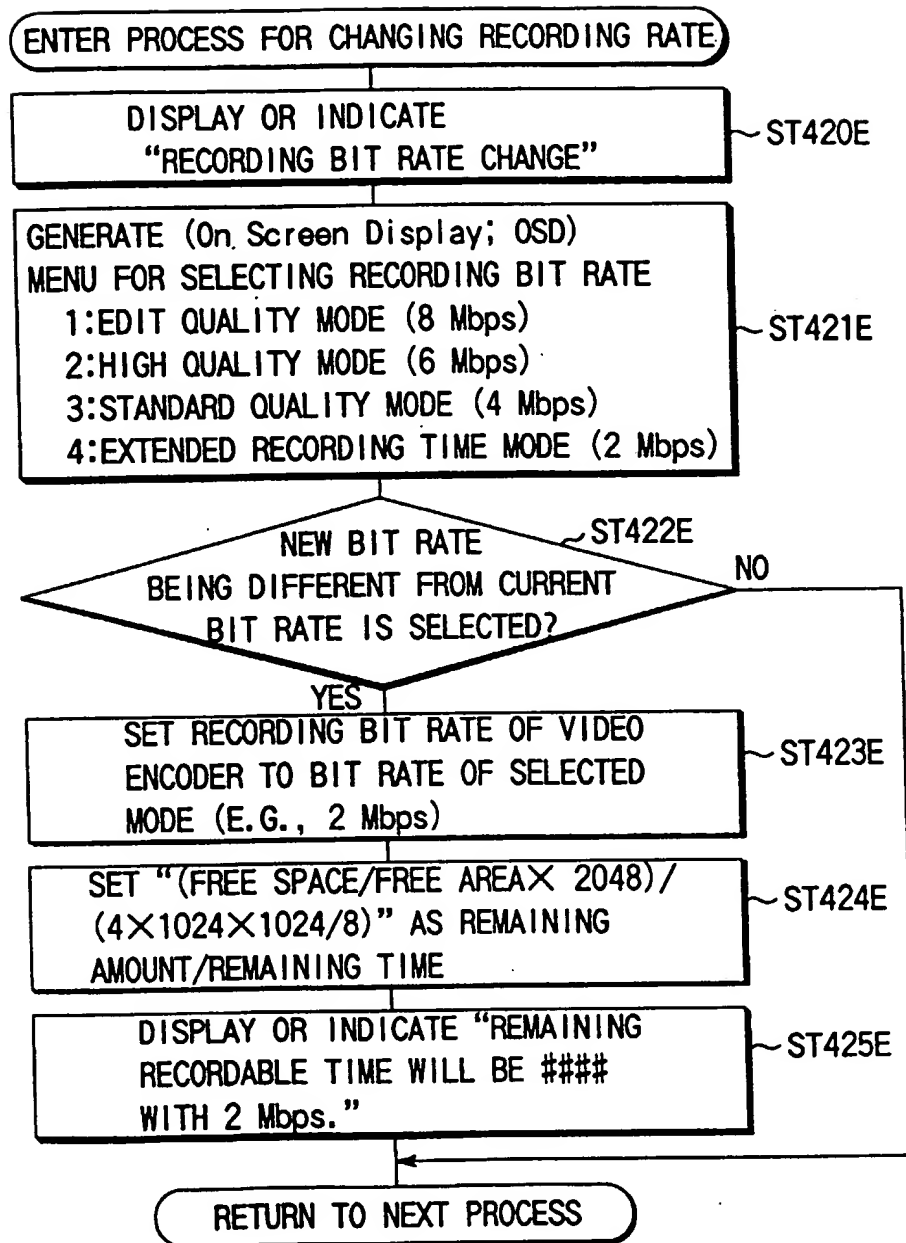 ENTER PROCESS FOR CHANGING RECORDING RATE
DISPLAY OR INDICATE
“RECORDING BIT RATE CHANGE”
ST420E
GENERATE (On Screen Display; OSD)
MENU FOR SELECTING RECORDING BIT RATE
1:EDIT QUALITY MODE (8 Mbps)
2:HIGH QUALITY MODE (6 Mbps)
3:STANDARD QUALITY MODE (4 Mbps)
4:EXTENDED RECORDING TIME MODE (2 Mbps)
ST421E
NEW BIT RATE
BEING DIFFERENT FROM CURRENT
BIT RATE IS SELECTED?
ST422E
NO
YES
SET RECORDING BIT RATE OF VIDEO
ENCODER TO BIT RATE OF SELECTED
MODE (E.G., 2 Mbps)
ST423E
SET “(FREE SPACE/FREE AREA× 2048)/
(4×1024×1024/8)” AS REMAINING
AMOUNT/REMAINING TIME
ST424E
DISPLAY OR INDICATE “REMAINING
RECORDABLE TIME WILL BE ####
WITH 2 Mbps.”
ST425E
RETURN TO NEXT PROCESS